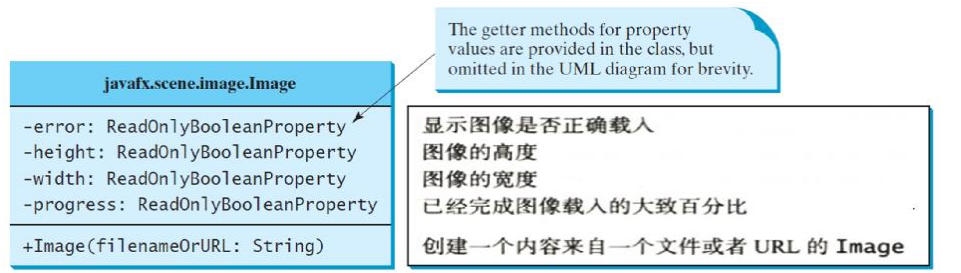 The getter methods for property
values are provided in the class, but
omitted in the UML diagram for brevity.
javafx.scene.image.Image
-error: ReadOnlyBooleanProperty
-height: ReadOnlyBooleanProperty
-width: ReadOnlyBooleanProperty
-progress: ReadOnlyBooleanProperty
+Image(filenameOrURL: String)
显示图像是否正确载入
图像的高度
图像的宽度
已经完成图像载入的大致百分比
创建一个内容来自一个文件或者 URL 的 Image